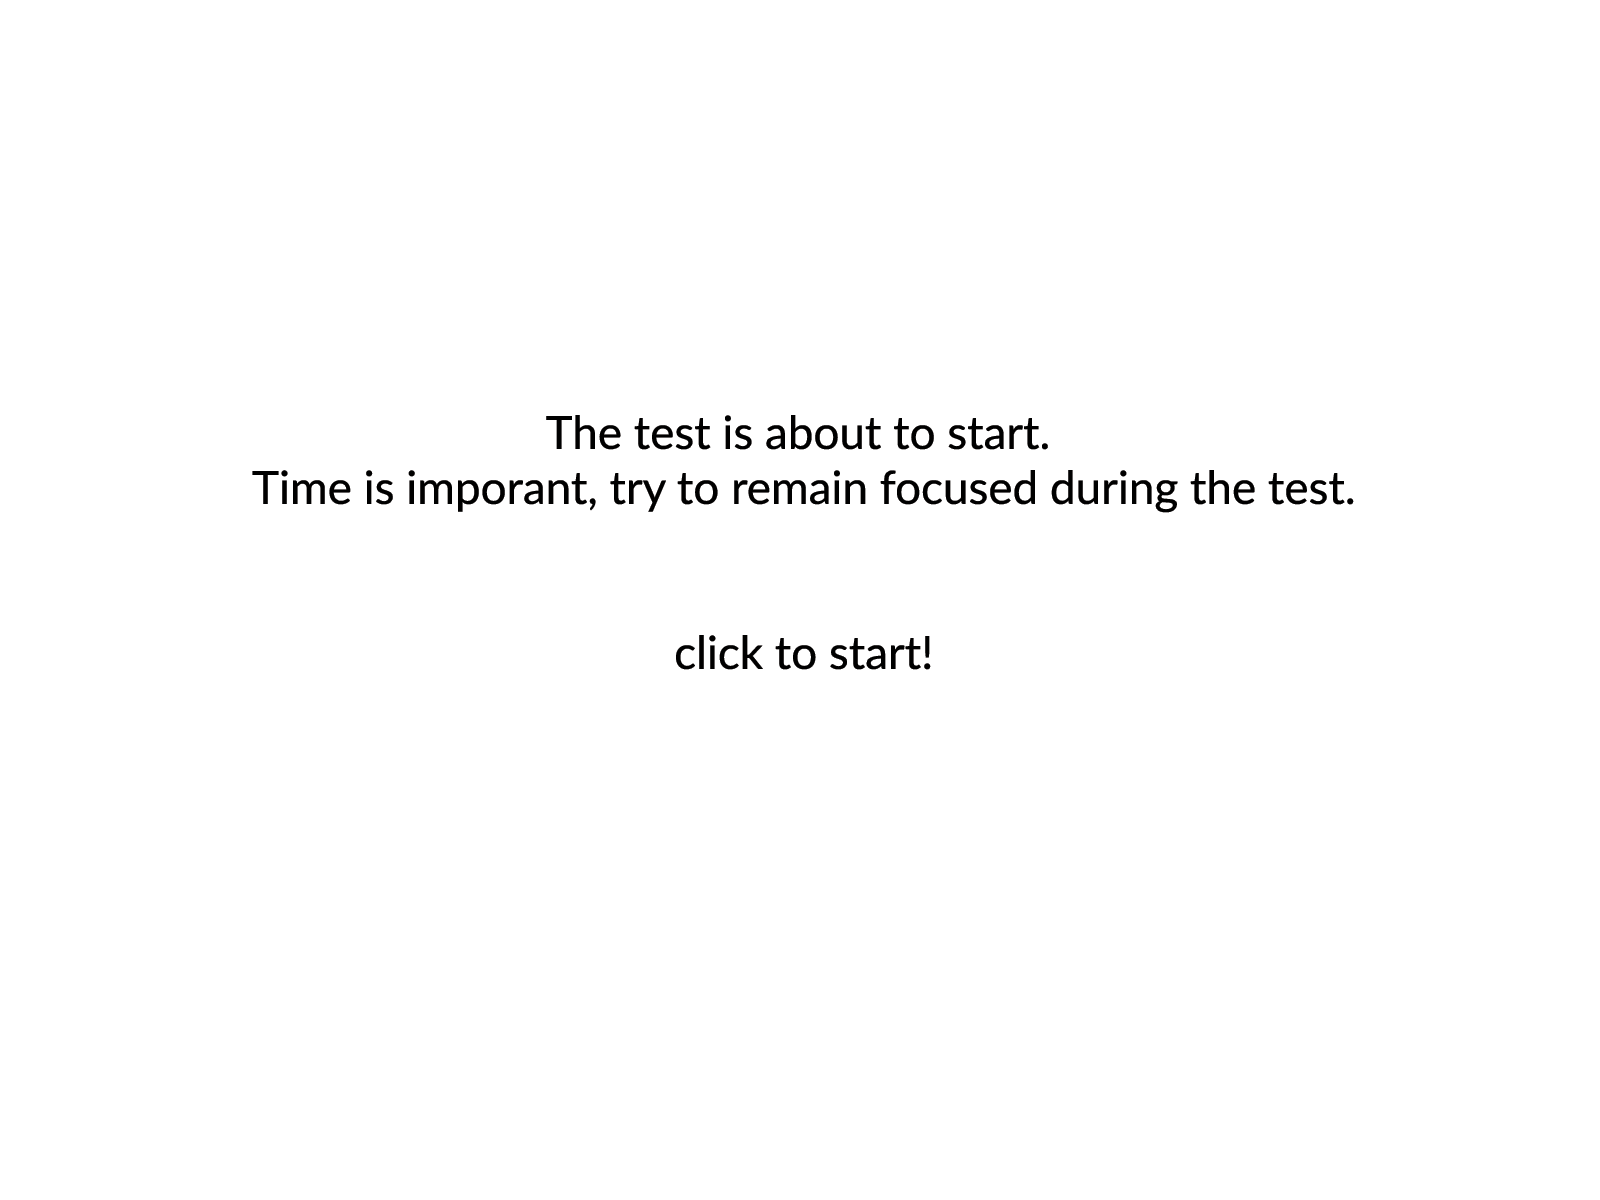 The test is about to start.
Time is imporant, try to remain focused during the test.
click to start!